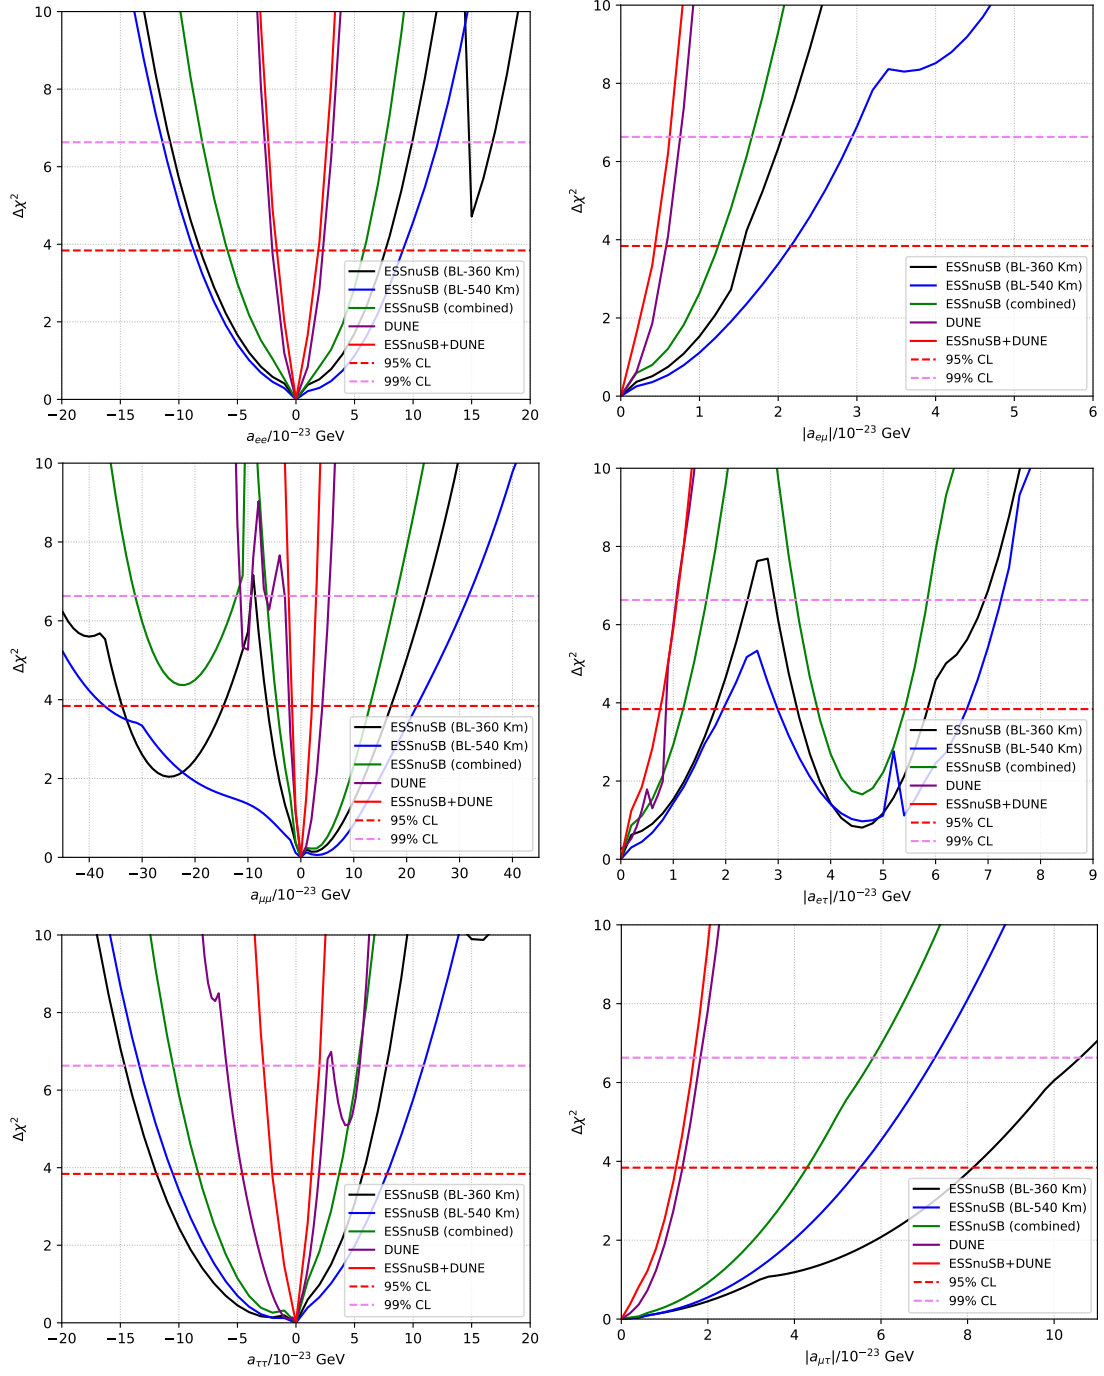 10
8
6
4
2
0
Δχ²
−20
−15
−10
−5
0
5
10
15
20
a_ee/10⁻²³ GeV
ESSnuSB (BL-360 Km)
ESSnuSB (BL-540 Km)
ESSnuSB (combined)
DUNE
ESSnuSB+DUNE
95% CL
99% CL
10
8
6
4
2
0
Δχ²
0
1
2
3
4
5
6
|a_eμ|/10⁻²³ GeV
ESSnuSB (BL-360 Km)
ESSnuSB (BL-540 Km)
ESSnuSB (combined)
DUNE
ESSnuSB+DUNE
95% CL
99% CL
10
8
6
4
2
0
Δχ²
−40
−30
−20
−10
0
10
20
30
40
a_μμ/10⁻²³ GeV
ESSnuSB (BL-360 Km)
ESSnuSB (BL-540 Km)
ESSnuSB (combined)
DUNE
ESSnuSB+DUNE
95% CL
99% CL
10
8
6
4
2
0
Δχ²
0
1
2
3
4
5
6
7
8
9
|a_eτ|/10⁻²³ GeV
ESSnuSB (BL-360 Km)
ESSnuSB (BL-540 Km)
ESSnuSB (combined)
DUNE
ESSnuSB+DUNE
95% CL
99% CL
10
8
6
4
2
0
Δχ²
−20
−15
−10
−5
0
5
10
15
20
a_ττ/10⁻²³ GeV
ESSnuSB (BL-360 Km)
ESSnuSB (BL-540 Km)
ESSnuSB (combined)
DUNE
ESSnuSB+DUNE
95% CL
99% CL
10
8
6
4
2
0
Δχ²
0
2
4
6
8
10
|a_μτ|/10⁻²³ GeV
ESSnuSB (BL-360 Km)
ESSnuSB (BL-540 Km)
ESSnuSB (combined)
DUNE
ESSnuSB+DUNE
95% CL
99% CL